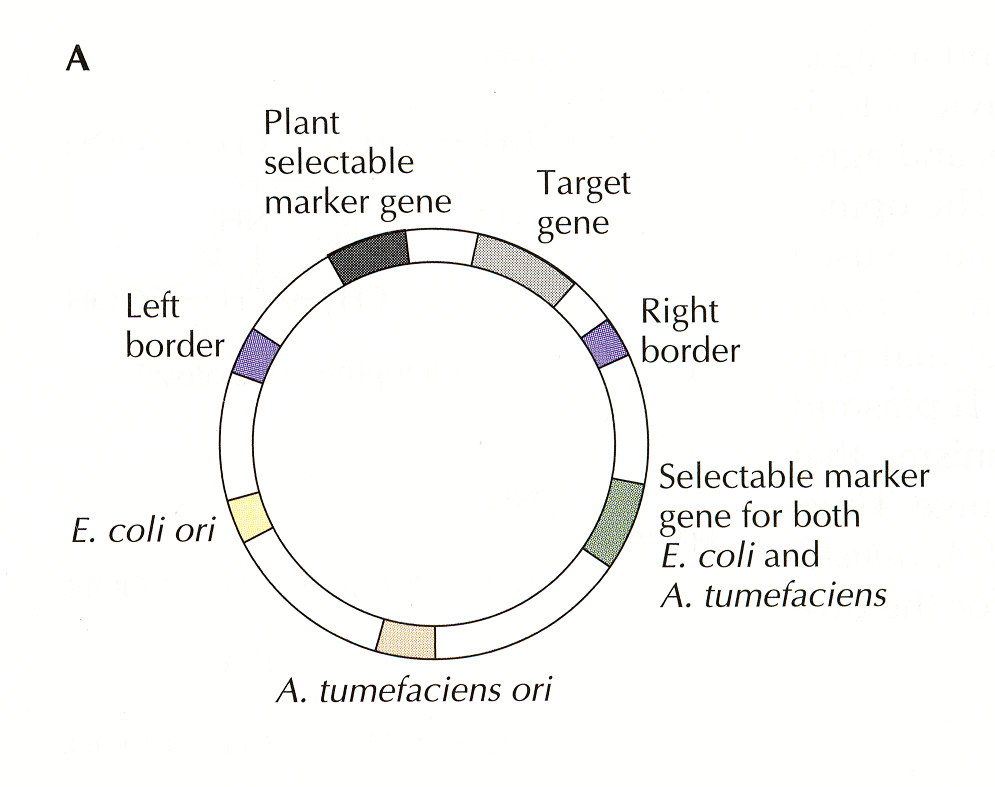 A
Plant
selectable
marker gene
Target
gene
Left
border
Right
border
Selectable marker
gene for both
E. coli and
A. tumefaciens
E. coli ori
A. tumefaciens ori